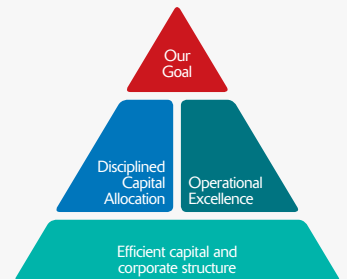 Our
Goal
Disciplined
Capital
Allocation
Operational
Excellence
Efficient capital and
corporate structure